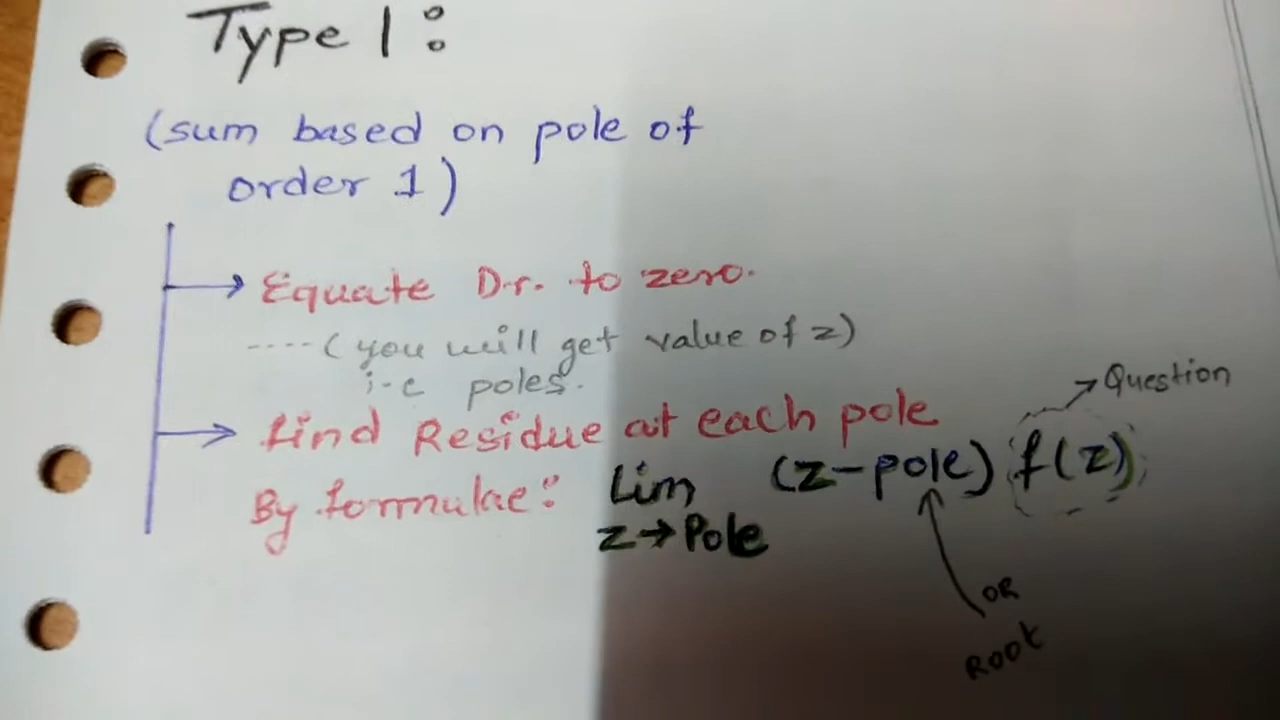 Type 1 :
(sum based on pole of
order 1)
→ Equate Dr. to zero.
---- (you will get value of z)
i-e poles.
→ find Residue at each pole
→ Question
By formulae: Lim (z-pole) f(z)
z→Pole
OR
Root